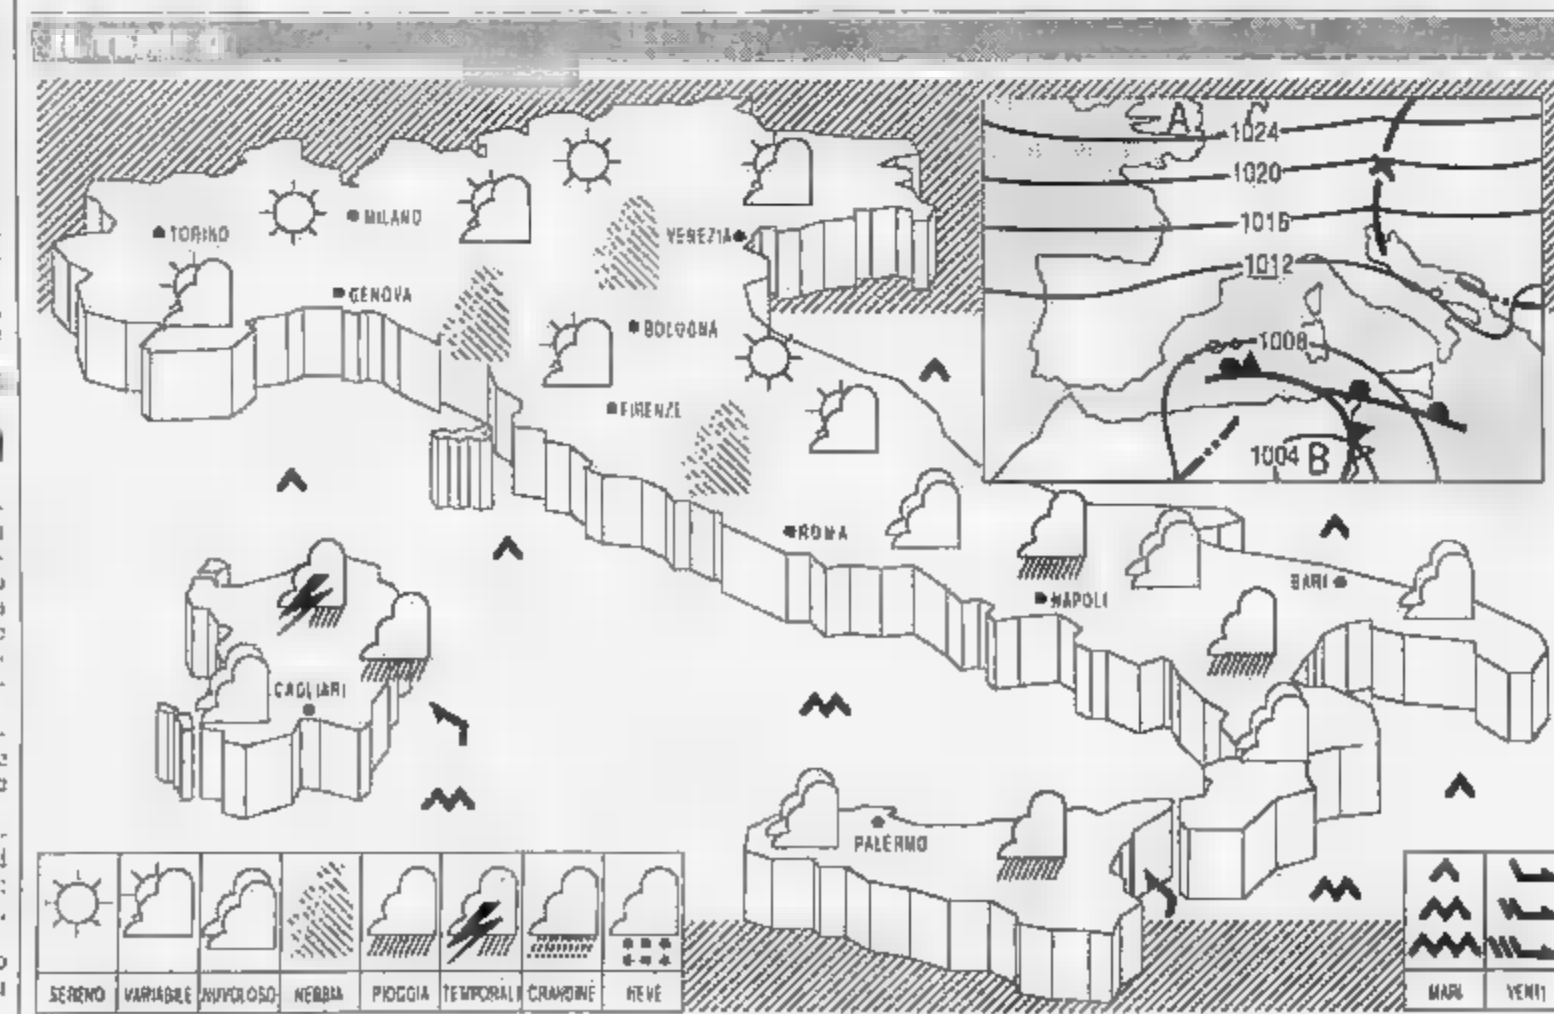 A
1024
1020
1016
1012
1008
1004 B
TORINO
MILANO
VENEZIA
GENOVA
BOLOGNA
FIRENZE
ROMA
NAPOLI
BARI
CAGLIARI
PALERMO
SERENO VARIABILE NUVOLOSO NEBBIA PIOGGIA TEMPORALI GRANDINE NEVE
MARI VENTI